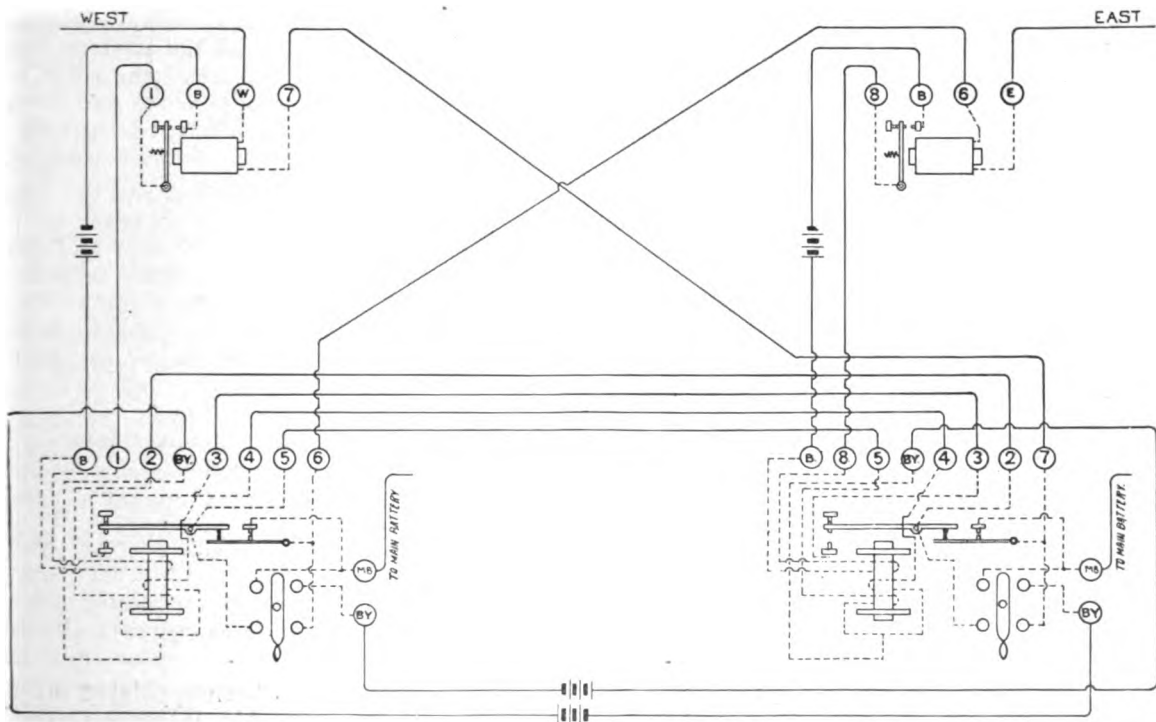 WEST EAST
1 B W 7 8 B 6 E
B 1 2 BY. 3 4 5 6 B. 8 5 BY. 4 3 2 7
TO MAIN BATTERY
TO MAIN BATTERY.
MB MB
BY BY